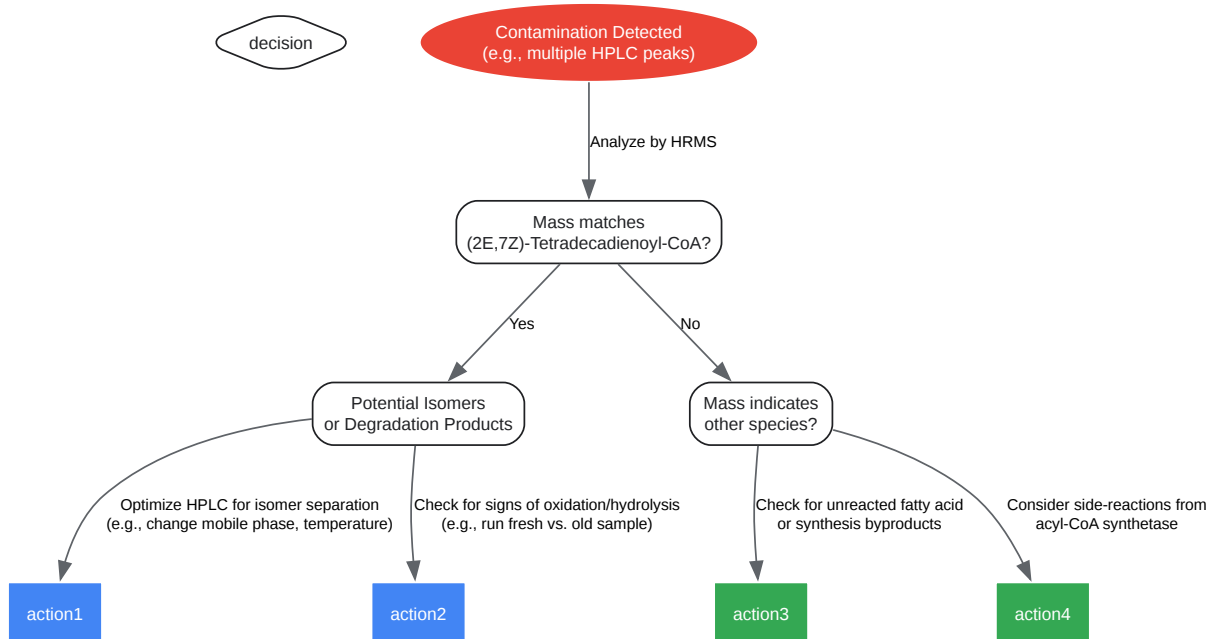 decision
Contamination Detected
(e.g., multiple HPLC peaks)
Analyze by HRMS
Mass matches
(2E,7Z)-Tetradecadienoyl-CoA?
Yes
No
Potential Isomers
or Degradation Products
Mass indicates
other species?
Optimize HPLC for isomer separation
(e.g., change mobile phase, temperature)
Check for signs of oxidation/hydrolysis
(e.g., run fresh vs. old sample)
Check for unreacted fatty acid
or synthesis byproducts
Consider side-reactions from
acyl-CoA synthetase
action1
action2
action3
action4